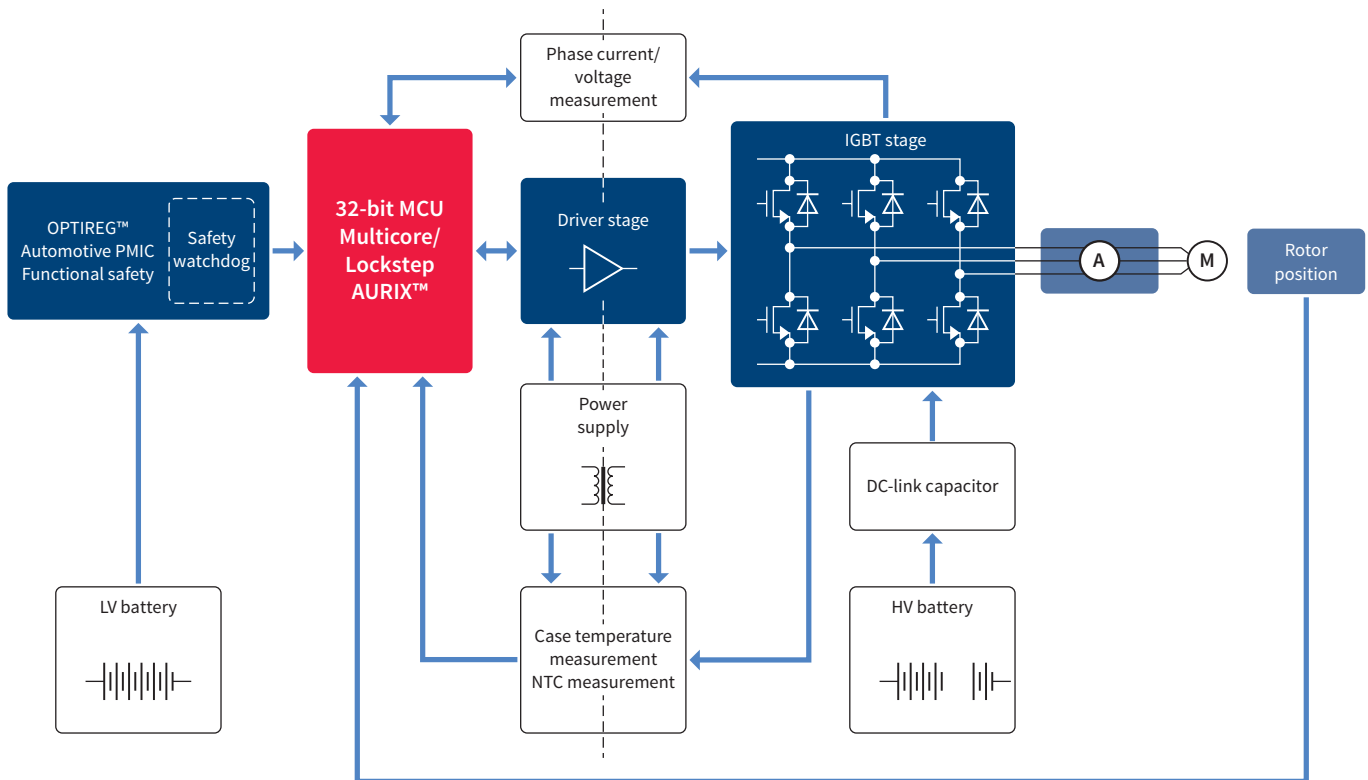 Phase current/
voltage
measurement
IGBT stage
OPTIREG™
Automotive PMIC
Functional safety
Safety
watchdog
32-bit MCU
Multicore/
Lockstep
AURIX™
Driver stage
A
M
Rotor
position
Power
supply
DC-link capacitor
LV battery
Case temperature
measurement
NTC measurement
HV battery